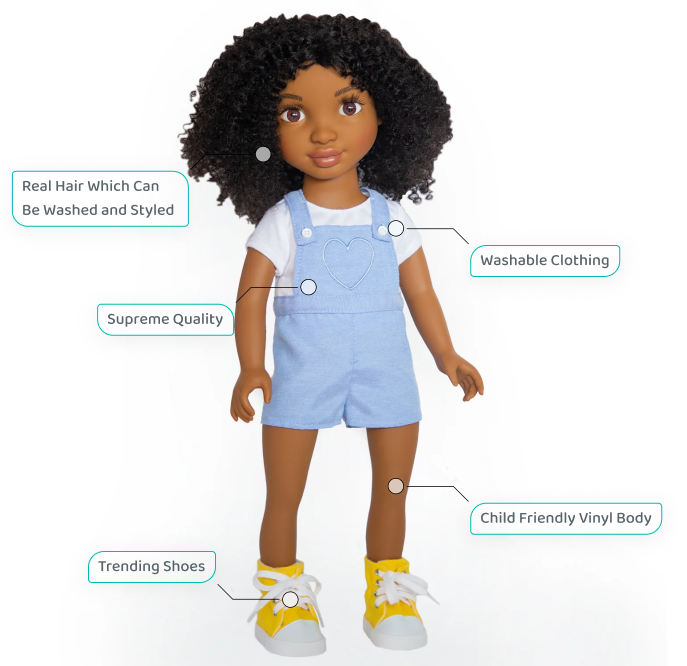 Real Hair Which Can
Be Washed and Styled
Washable Clothing
Supreme Quality
Child Friendly Vinyl Body
Trending Shoes